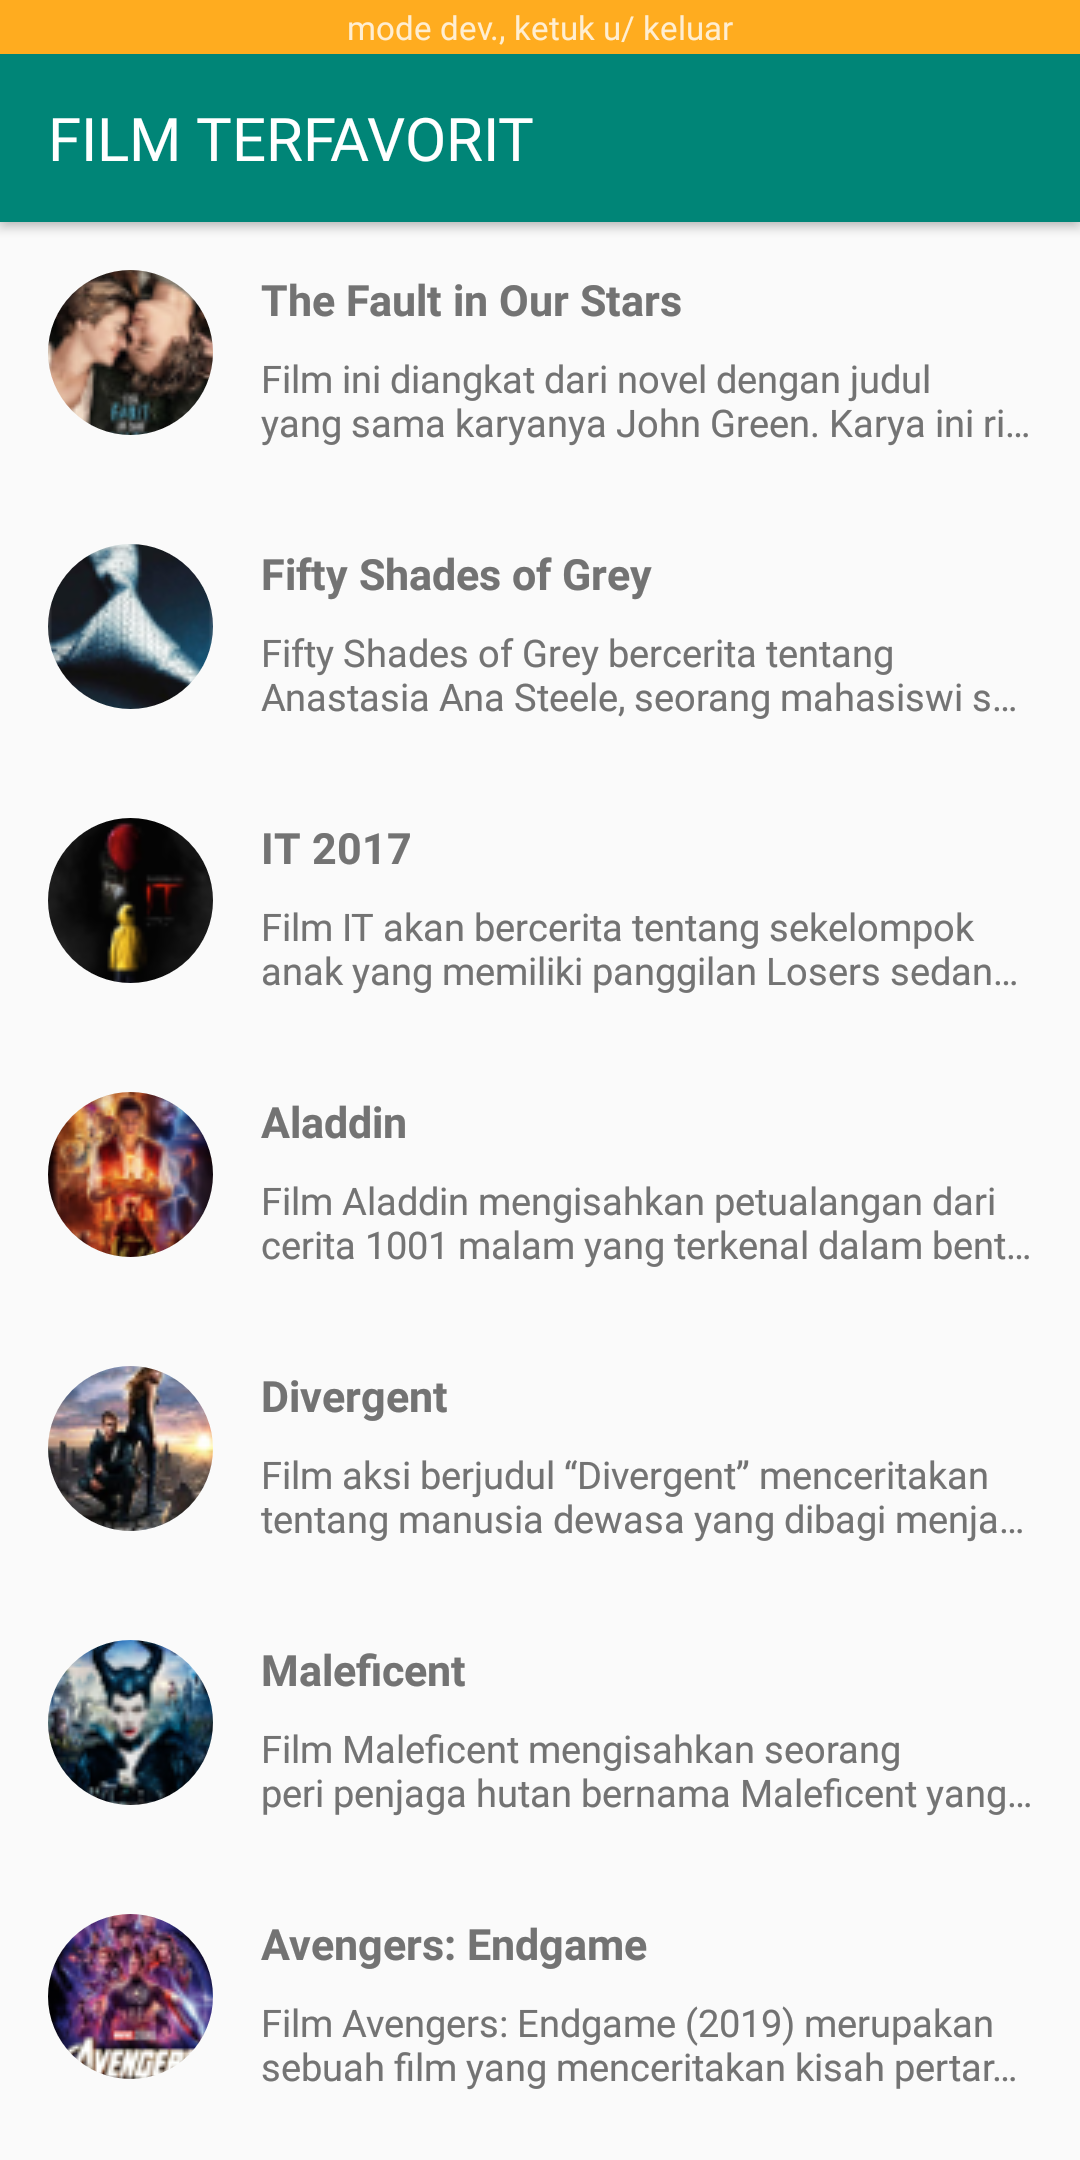 mode dev., ketuk u/ keluar
FILM TERFAVORIT
The Fault in Our Stars
Film ini diangkat dari novel dengan judul
yang sama karyanya John Green. Karya ini ri...
Fifty Shades of Grey
Fifty Shades of Grey bercerita tentang
Anastasia Ana Steele, seorang mahasiswi s...
IT
IT 2017
Film IT akan bercerita tentang sekelompok
anak yang memiliki panggilan Losers sedan...
Aladdin
Film Aladdin mengisahkan petualangan dari
cerita 1001 malam yang terkenal dalam bent...
Divergent
Film aksi berjudul “Divergent” menceritakan
tentang manusia dewasa yang dibagi menja...
Maleficent
Film Maleficent mengisahkan seorang
peri penjaga hutan bernama Maleficent yang...
Avengers: Endgame
Film Avengers: Endgame (2019) merupakan
sebuah film yang menceritakan kisah pertar...